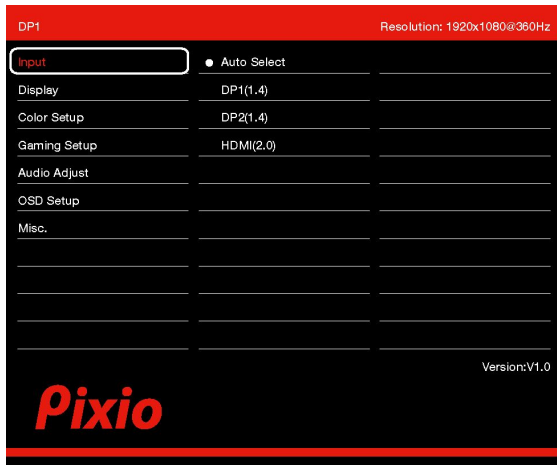 DP1 Resolution: 1920x1080@360Hz
Input Auto Select
Display DP1(1.4)
Color Setup DP2(1.4)
Gaming Setup HDMI(2.0)
Audio Adjust
OSD Setup
Misc.
Version:V1.0
Pixio